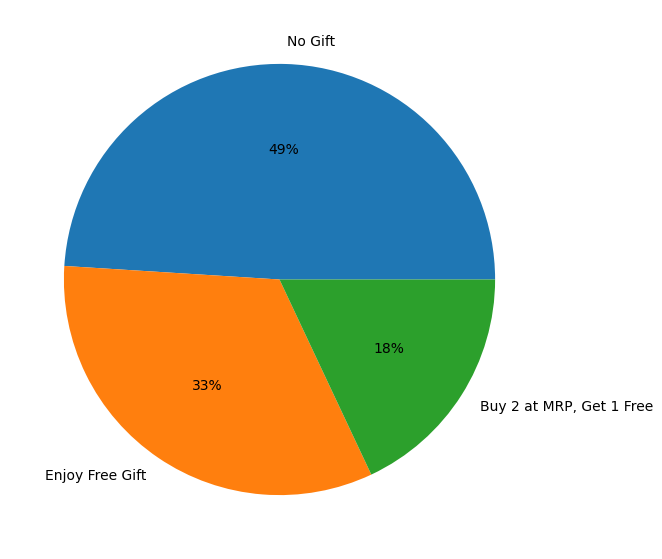 No Gift
49%
18%
33%
Buy 2 at MRP, Get 1 Free
Enjoy Free Gift